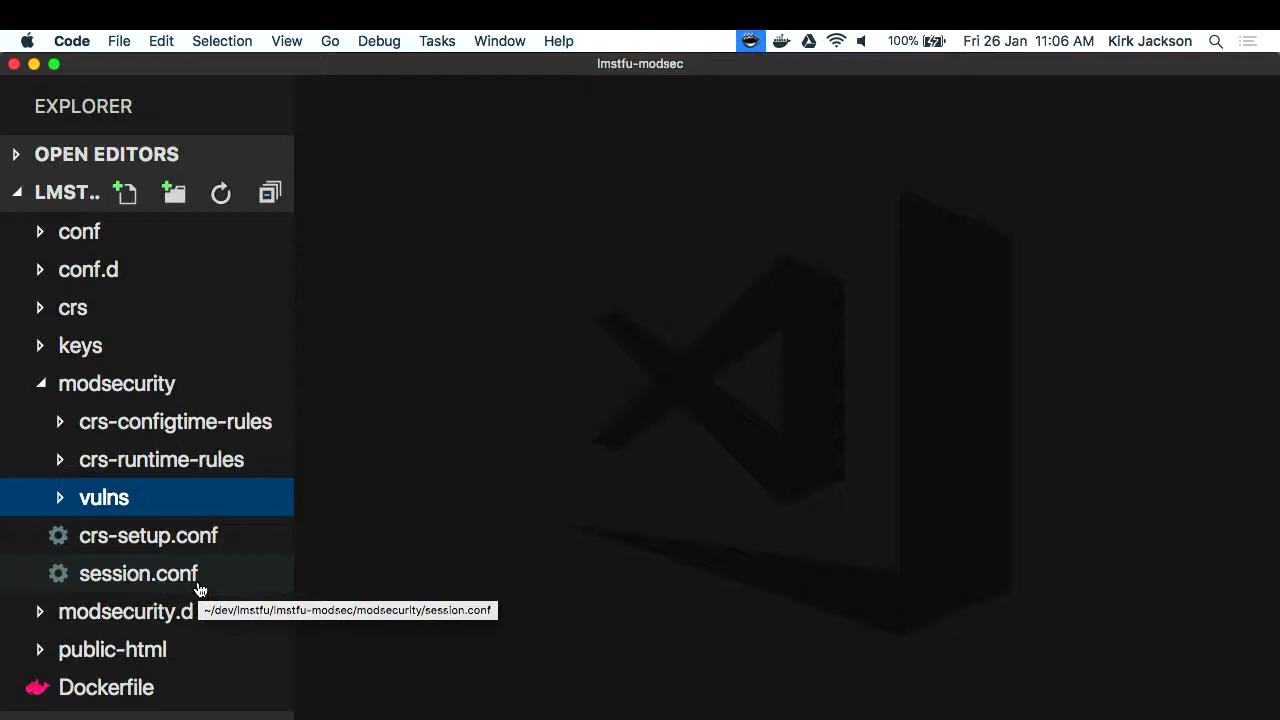 Code File Edit Selection View Go Debug Tasks Window Help 100% Fri 26 Jan 11:06 AM Kirk Jackson
lmstfu-modsec
EXPLORER
OPEN EDITORS
LMST..
conf
conf.d
crs
keys
modsecurity
crs-configtime-rules
crs-runtime-rules
vulns
crs-setup.conf
session.conf
modsecurity.d
~/dev/lmstfu/lmstfu-modsec/modsecurity/session.conf
public-html
Dockerfile